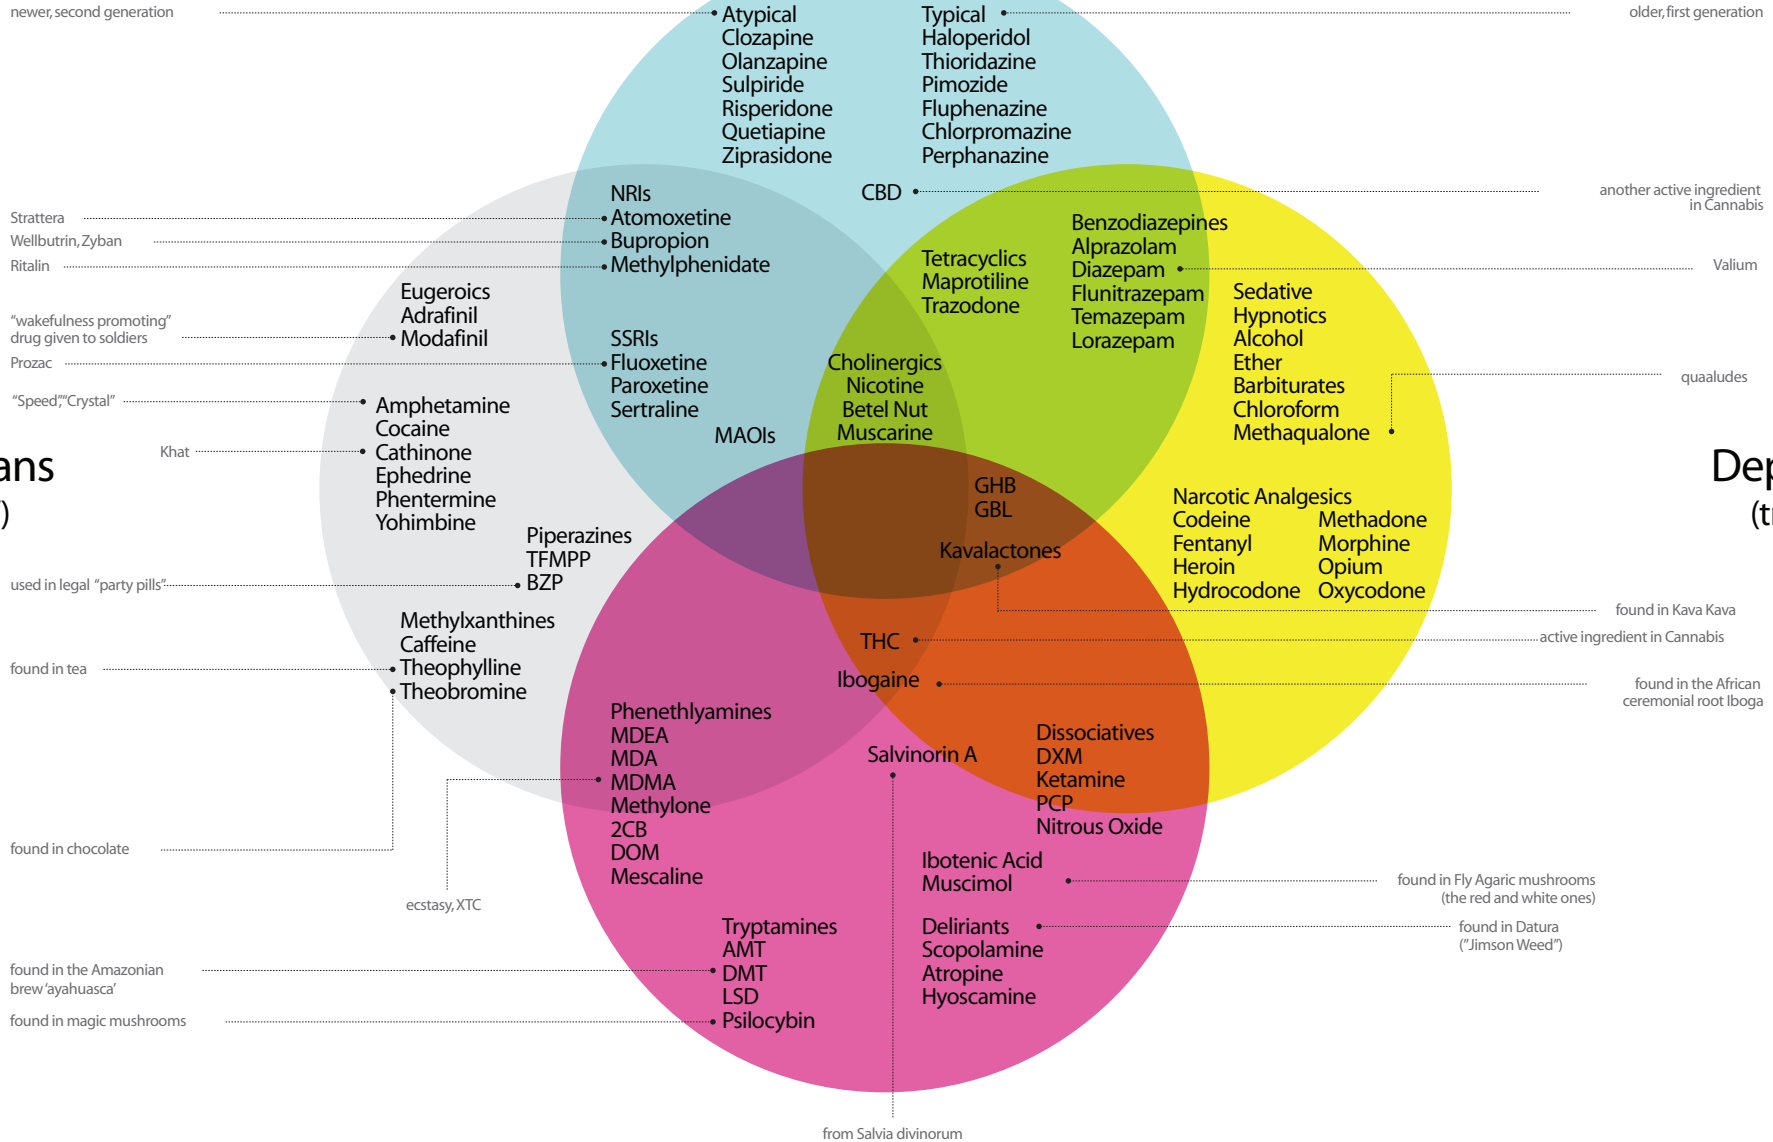 newer, second generation
older, first generation
Atypical
Clozapine
Olanzapine
Sulpiride
Risperidone
Quetiapine
Ziprasidone
Typical
Haloperidol
Thioridazine
Pimozide
Fluphenazine
Chlorpromazine
Perphanazine
CBD
another active ingredient
in Cannabis
Strattera
Wellbutrin, Zyban
Ritalin
NRIs
Atomoxetine
Bupropion
Methylphenidate
Tetracyclics
Maprotiline
Trazodone
Benzodiazepines
Alprazolam
Diazepam
Flunitrazepam
Temazepam
Lorazepam
Valium
"wakefulness promoting"
drug given to soldiers
Eugeroics
Adrafinil
Modafinil
Prozac
SSRIs
Fluoxetine
Paroxetine
Sertraline
MAOIs
Cholinergics
Nicotine
Betel Nut
Muscarine
Sedative
Hypnotics
Alcohol
Ether
Barbiturates
Chloroform
Methaqualone
quaaludes
"Speed","Crystal"
Khat
Amphetamine
Cocaine
Cathinone
Ephedrine
Phentermine
Yohimbine
ans
)
Dep
(tr
GHB
GBL
Kavalactones
found in Kava Kava
Narcotic Analgesics
Codeine
Fentanyl
Heroin
Hydrocodone
Methadone
Morphine
Opium
Oxycodone
used in legal "party pills"
Piperazines
TFMPP
BZP
found in tea
found in chocolate
Methylxanthines
Caffeine
Theophylline
Theobromine
THC
active ingredient in Cannabis
Ibogaine
found in the African
ceremonial root Iboga
Phenethlyamines
MDEA
MDA
MDMA
Methylone
2CB
DOM
Mescaline
ecstasy, XTC
Salvinorin A
Dissociatives
DXM
Ketamine
PCP
Nitrous Oxide
Ibotenic Acid
Muscimol
found in Fly Agaric mushrooms
(the red and white ones)
Tryptamines
AMT
DMT
LSD
Psilocybin
found in the Amazonian
brew 'ayahuasca'
found in magic mushrooms
Deliriants
Scopolamine
Atropine
Hyoscamine
found in Datura
("Jimson Weed")
from Salvia divinorum